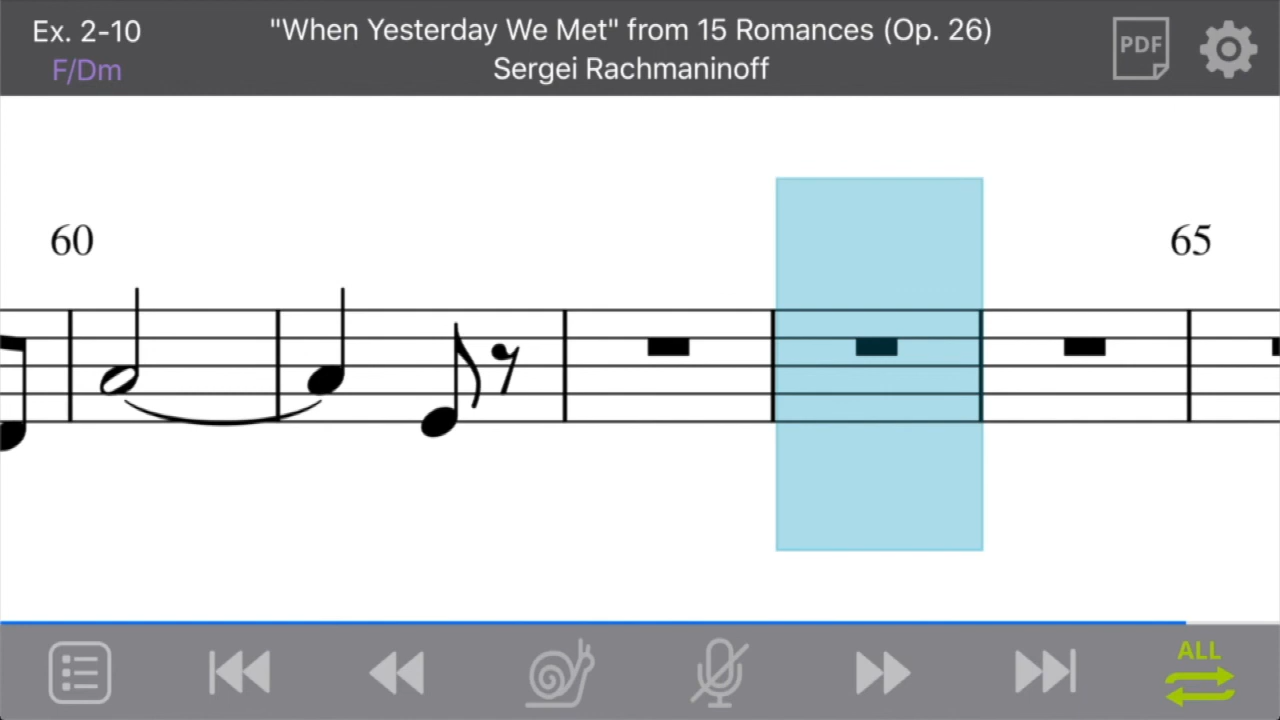 Ex. 2-10
F/Dm
"When Yesterday We Met" from 15 Romances (Op. 26)
Sergei Rachmaninoff
PDF
60
65
ALL